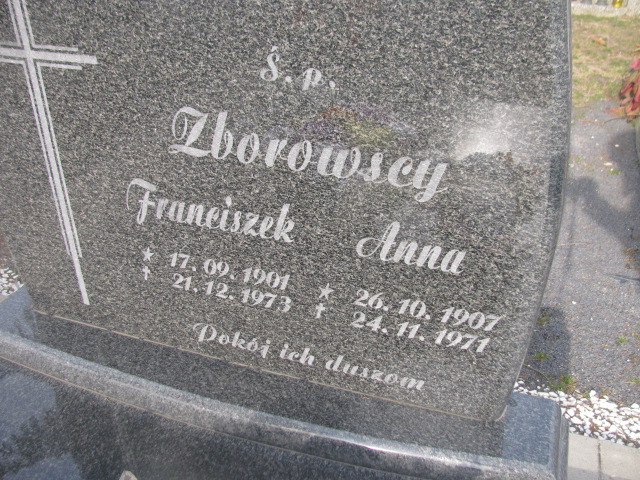 Ś.P.
Zborowscy
Franciszek Anna
★ 17.09.1901 ★ 26.10.1907
† 21.12.1973 † 24.11.1971
Pokój ich duszom